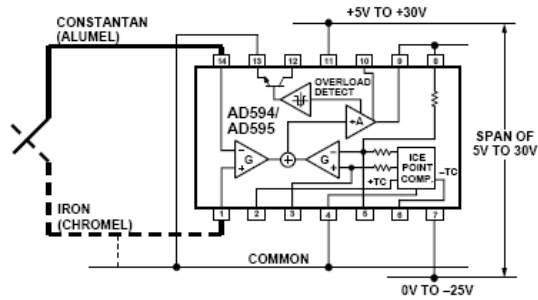 CONSTANTAN
(ALUMEL)
+5V TO +30V
14
13
12
11
10
9
8
OVERLOAD
DETECT
AD594/
AD595
+A
SPAN OF
5V TO 30V
–
+
G
+
G
–
+
ICE
POINT
COMP.
–TC
+TC
1
2
3
4
5
6
7
IRON
(CHROMEL)
COMMON
0V TO –25V